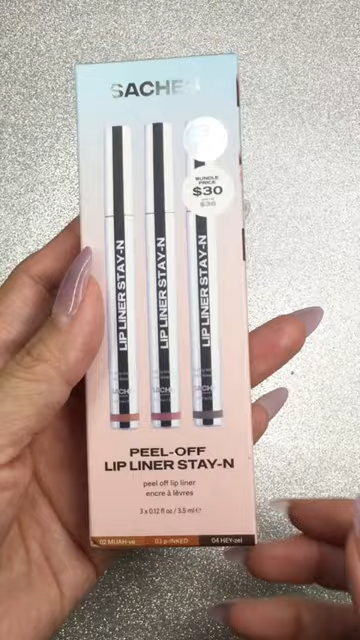 BUNDLE
PRICE
$30
LIP LINER STAY-N
LIP LINER STAY-N
LIP LINER STAY-N
PEEL-OFF
LIP LINER STAY-N
peel off lip liner
encre à lèvres
3 x 0.12 fl oz / 3.5 ml ℮
02 MUAH-ve
03 p-INKED
04 HEY-zel